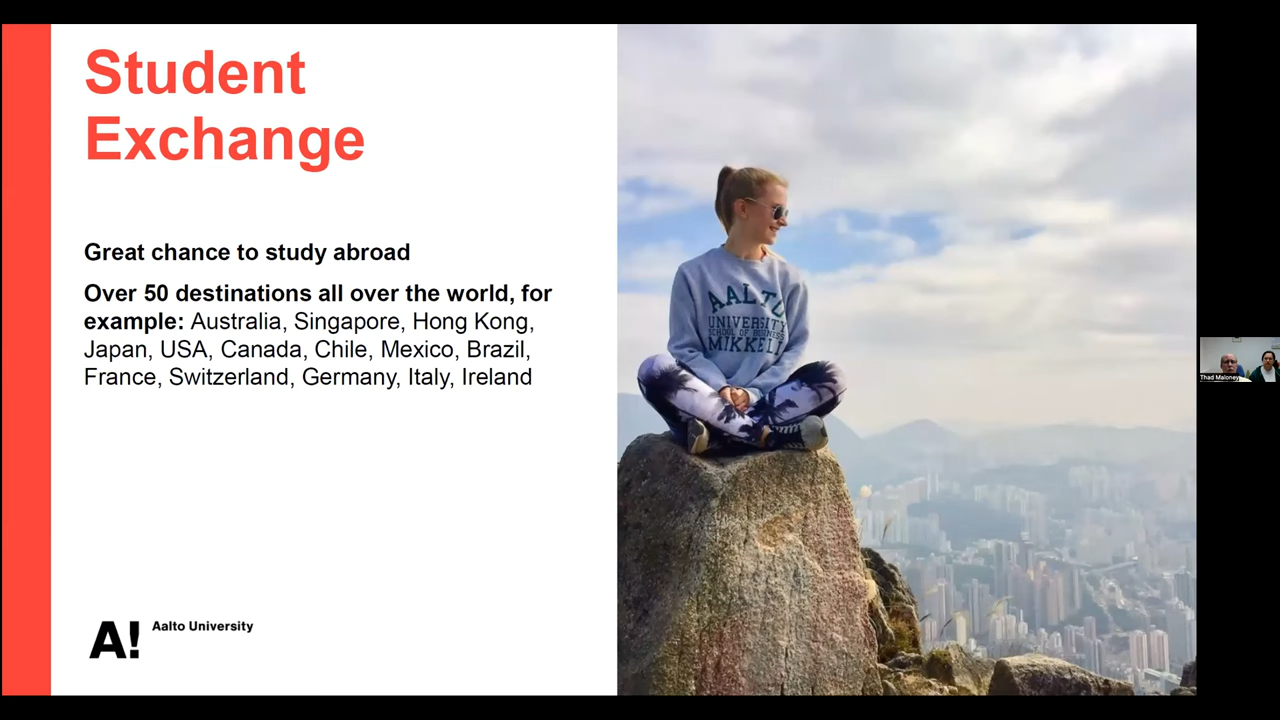 Student
Exchange
Great chance to study abroad
Over 50 destinations all over the world, for
example: Australia, Singapore, Hong Kong,
Japan, USA, Canada, Chile, Mexico, Brazil,
France, Switzerland, Germany, Italy, Ireland
A! Aalto University
AALTO
UNIVERSITY
SCHOOL OF BUSINESS
MIKKELI
Thad Maloney